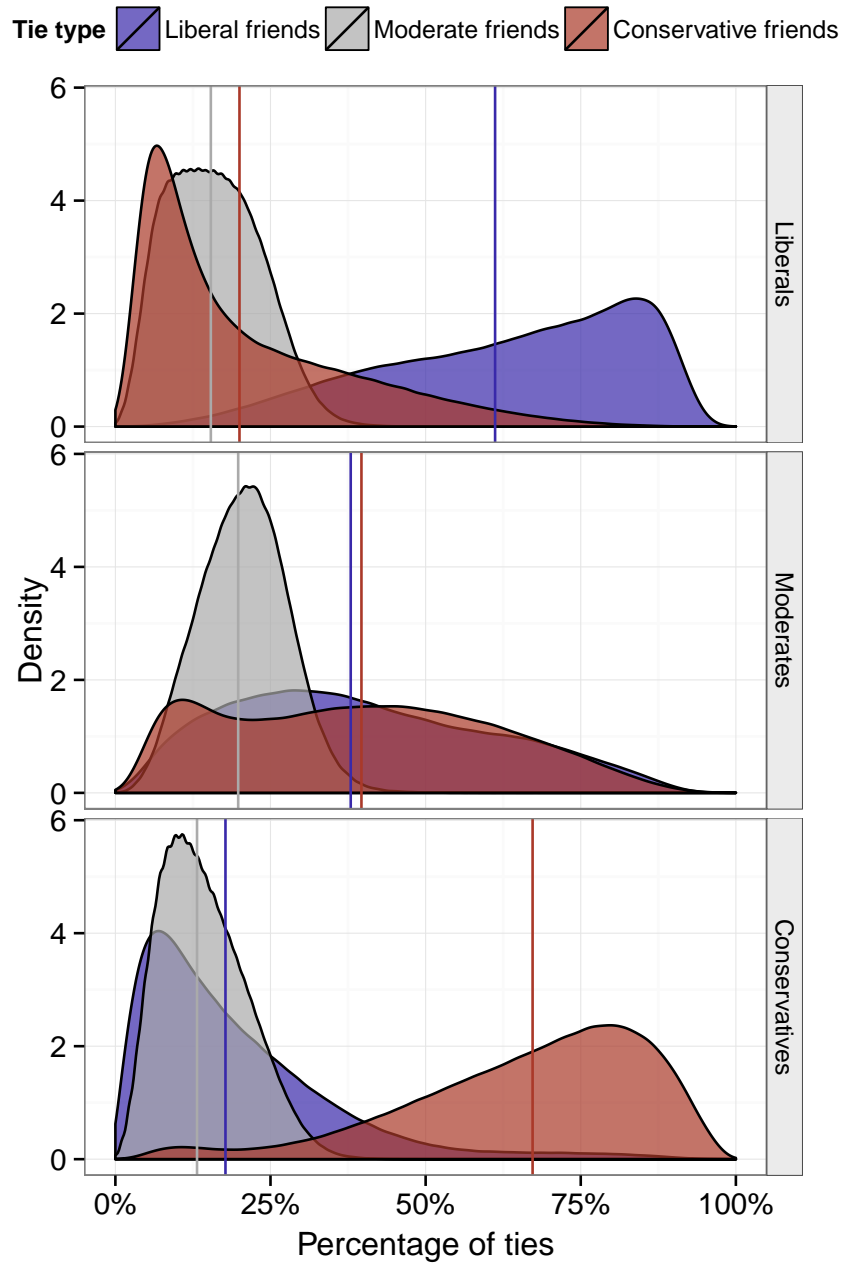 Tie type Liberal friends Moderate friends Conservative friends
6
4
2
0
Liberals
6
4
2
0
Moderates
6
4
2
0
Conservatives
Density
0% 25% 50% 75% 100%
Percentage of ties